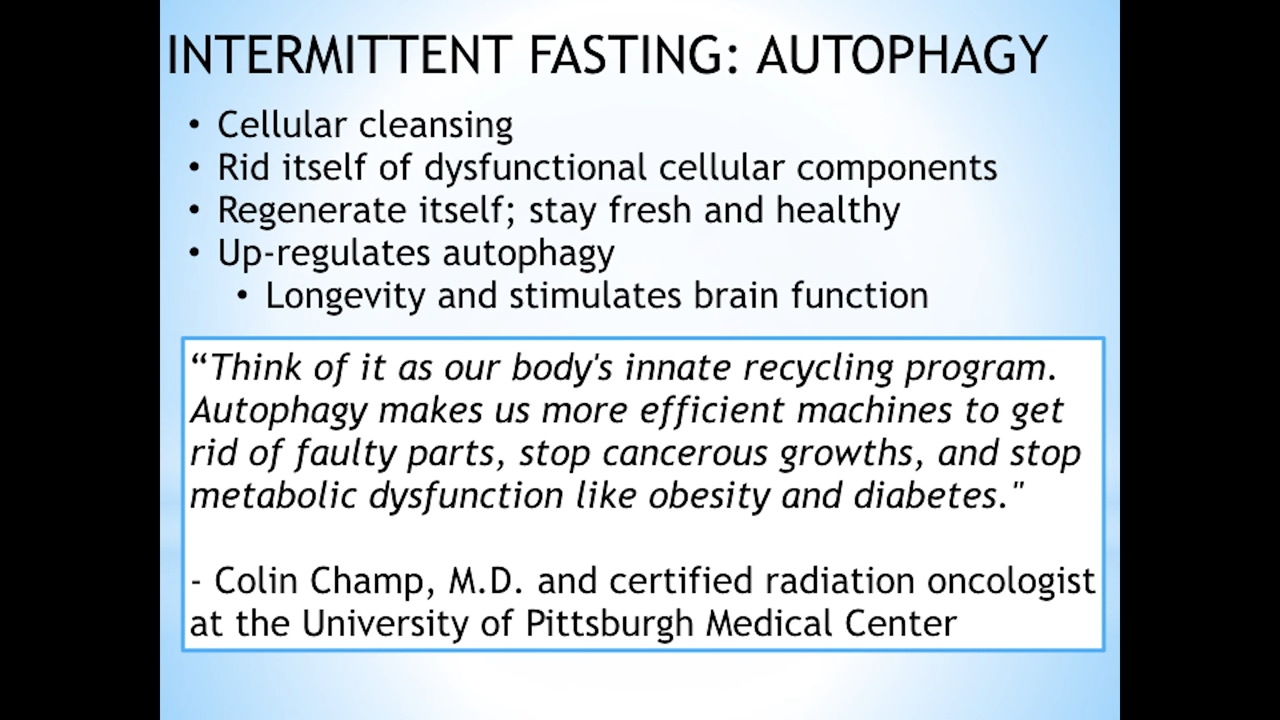 INTERMITTENT FASTING: AUTOPHAGY
• Cellular cleansing
• Rid itself of dysfunctional cellular components
• Regenerate itself; stay fresh and healthy
• Up-regulates autophagy
• Longevity and stimulates brain function
“Think of it as our body's innate recycling program.
Autophagy makes us more efficient machines to get
rid of faulty parts, stop cancerous growths, and stop
metabolic dysfunction like obesity and diabetes."
- Colin Champ, M.D. and certified radiation oncologist
at the University of Pittsburgh Medical Center